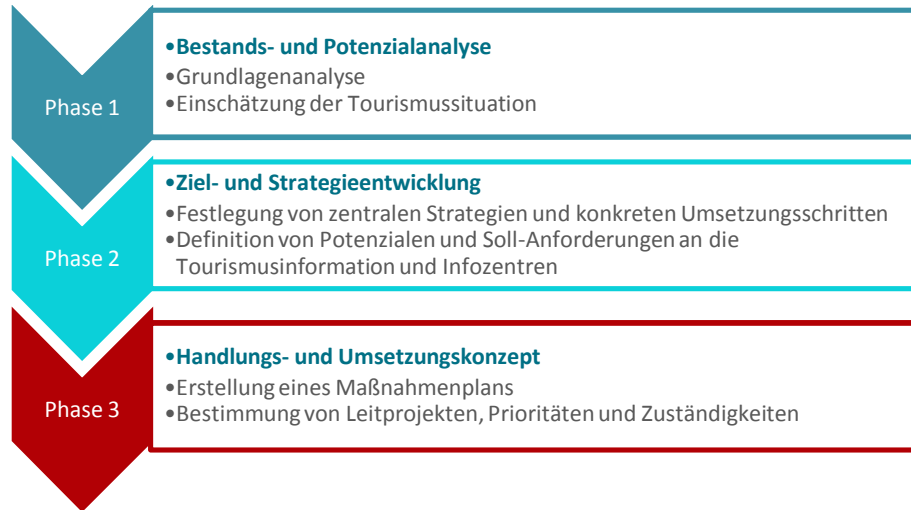 Phase 1
•Bestands- und Potenzialanalyse
•Grundlagenanalyse
•Einschätzung der Tourismussituation
Phase 2
•Ziel- und Strategieentwicklung
•Festlegung von zentralen Strategien und konkreten Umsetzungsschritten
•Definition von Potenzialen und Soll-Anforderungen an die
Tourismusinformation und Infozentren
Phase 3
•Handlungs- und Umsetzungskonzept
•Erstellung eines Maßnahmenplans
•Bestimmung von Leitprojekten, Prioritäten und Zuständigkeiten